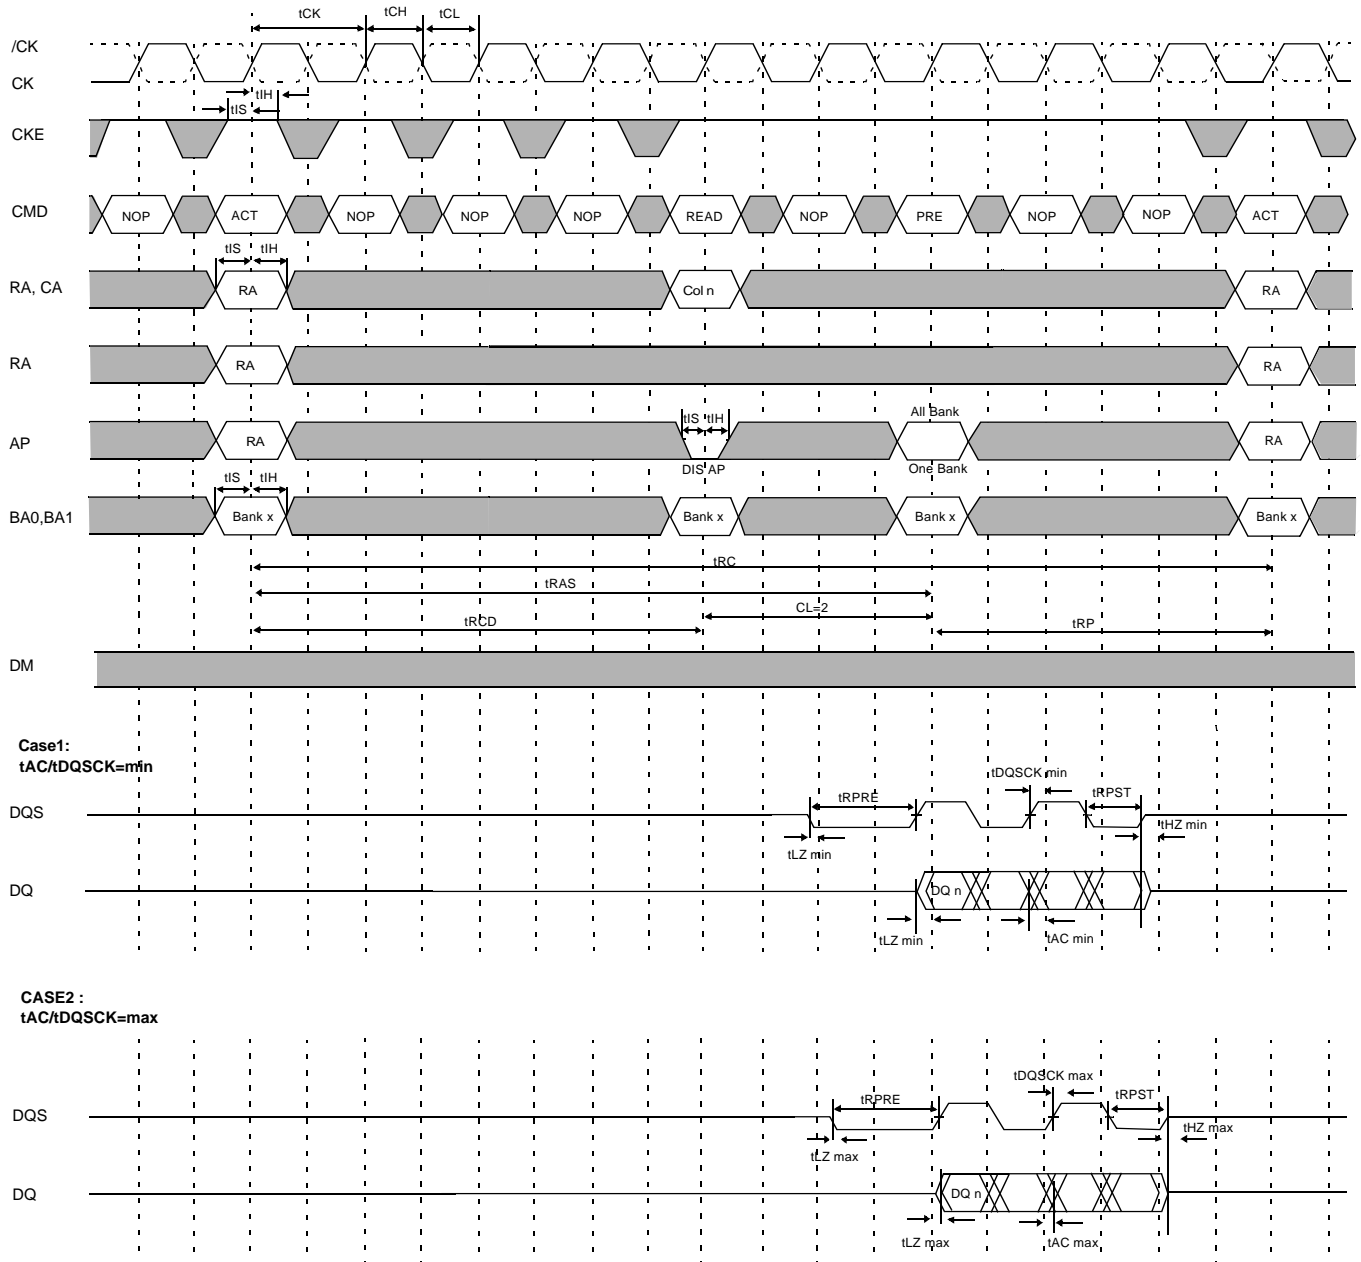 tCK tCH tCL
/CK
CK
tIH
tIS
CKE
CMD NOP ACT NOP NOP NOP READ NOP PRE NOP NOP ACT
tIS tIH
RA, CA RA Col n RA
RA RA RA
tIS tIH All Bank
AP RA RA
DIS AP One Bank
tIS tIH
BA0,BA1 Bank x Bank x Bank x Bank x
tRC
tRAS
CL=2
tRCD tRP
DM
Case1:
tAC/tDQSCK=min
tDQSCK min
tRPRE tRPST
DQS
tHZ min
tLZ min
DQ DQ n
tLZ min tAC min
CASE2 :
tAC/tDQSCK=max
tDQSCK max
tRPRE tRPST
DQS
tHZ max
tLZ max
DQ DQ n
tLZ max tAC max